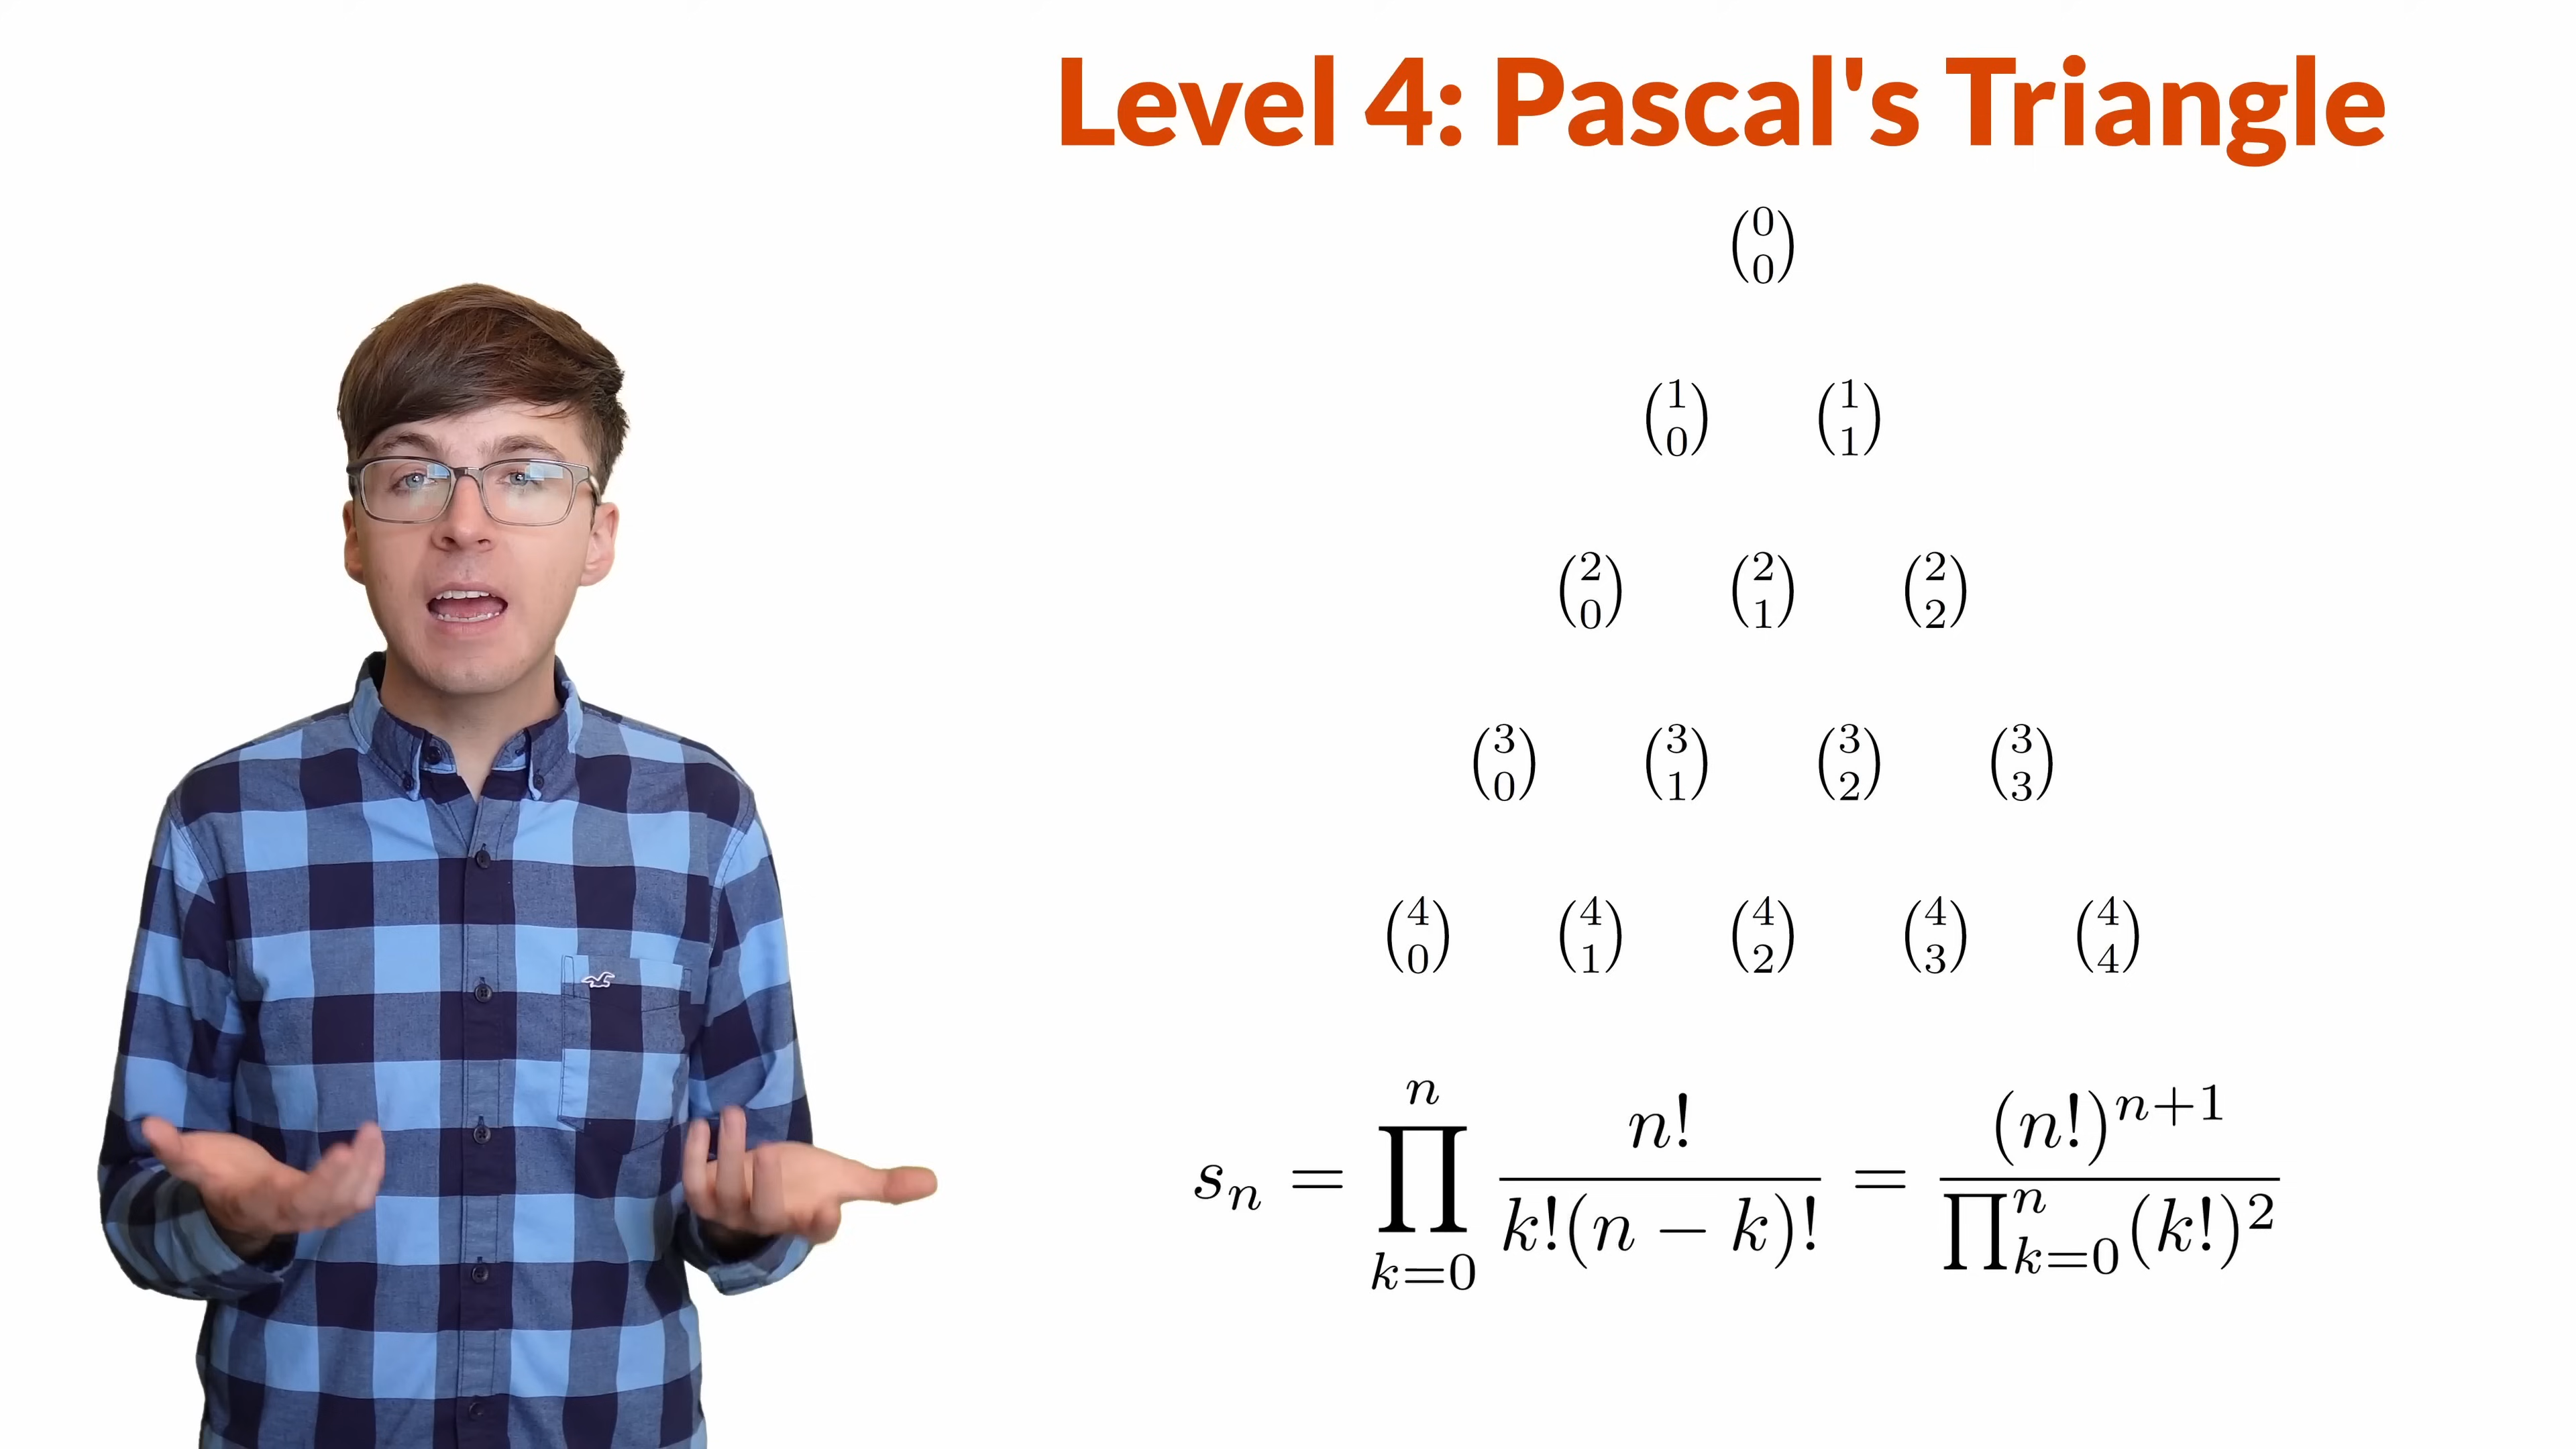 Level 4: Pascal's Triangle
(0 0)
(1 0) (1 1)
(2 0) (2 1) (2 2)
(3 0) (3 1) (3 2) (3 3)
(4 0) (4 1) (4 2) (4 3) (4 4)
s_n = ∏_{k=0}^{n} n! / k!(n − k)! = (n!)^{n+1} / ∏_{k=0}^{n} (k!)^2